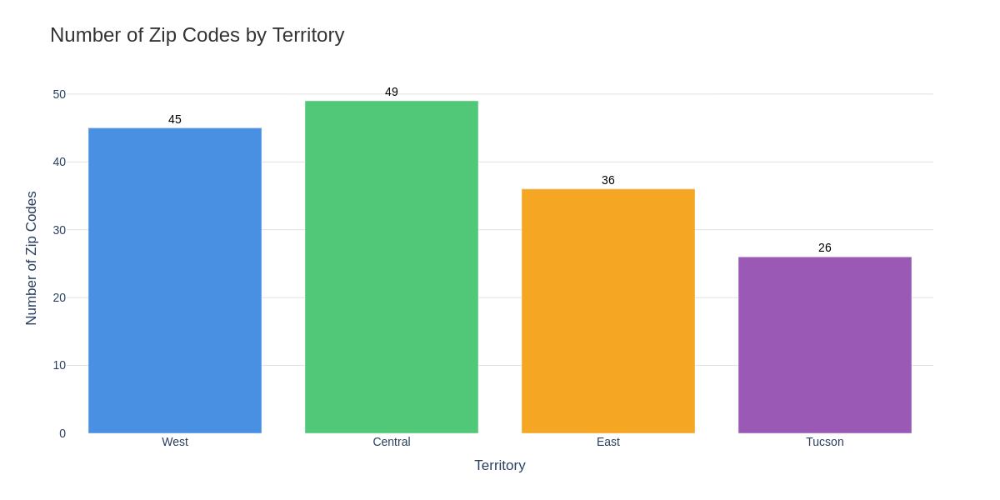 Number of Zip Codes by Territory
Number of Zip Codes
50
40
30
20
10
0
45
49
36
26
West
Central
East
Tucson
Territory